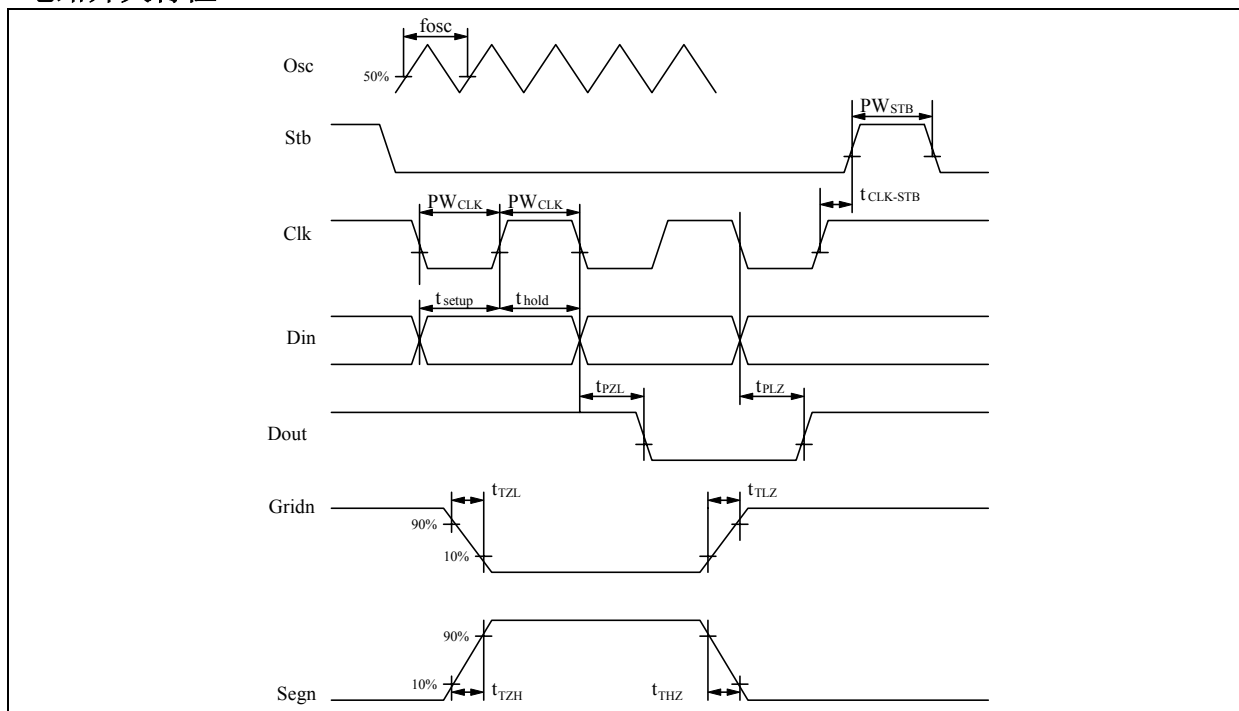 fosc
Osc
50%
PWSTB
Stb
tCLK-STB
PWCLK PWCLK
Clk
tsetup thold
Din
tPZL tPLZ
Dout
Gridn tTZL tTLZ
90%
10%
90%
10%
Segn tTZH tTHZ